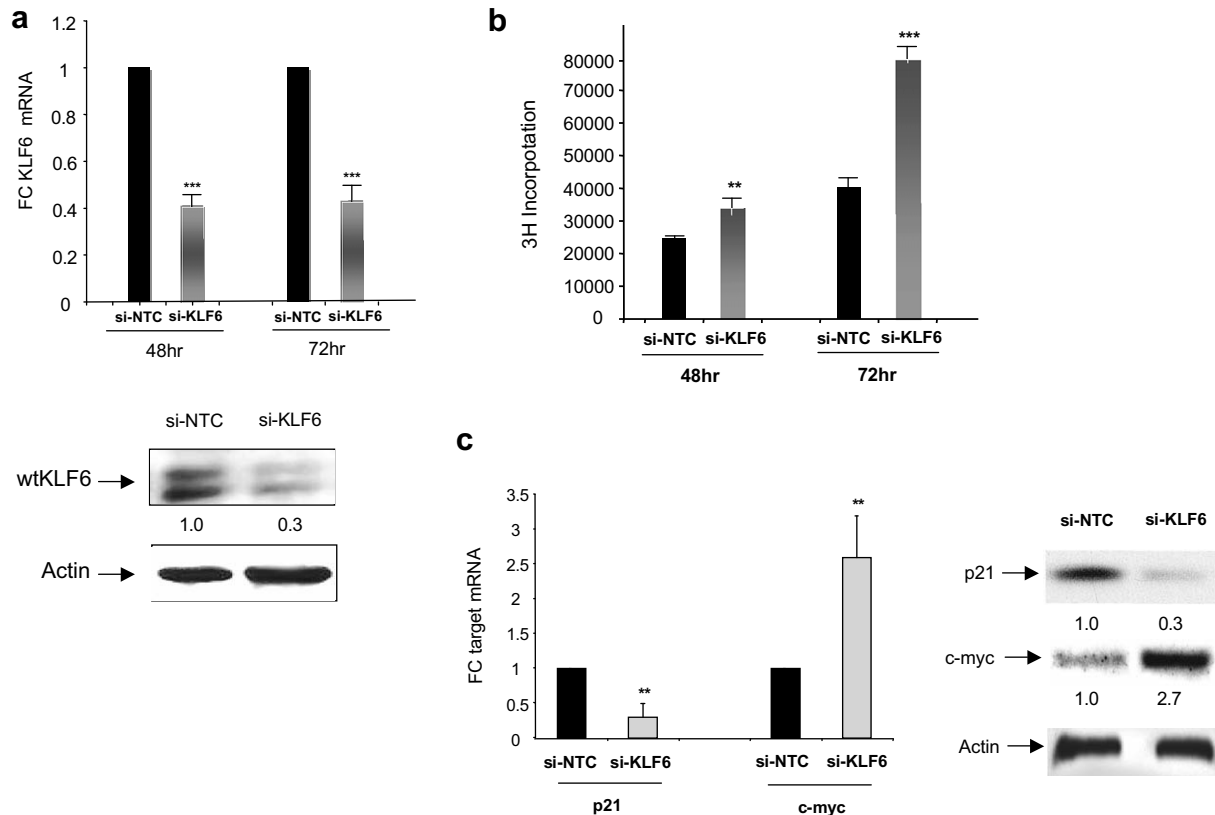 a
1.2
1
0.8
0.6
0.4
0.2
0
FC KLF6 mRNA
***
***
si-NTC si-KLF6
si-NTC si-KLF6
48hr
72hr
si-NTC si-KLF6
wtKLF6
1.0 0.3
Actin
b
80000
70000
60000
50000
40000
30000
20000
10000
0
3H Incorpotation
**
***
si-NTC si-KLF6
si-NTC si-KLF6
48hr
72hr
c
3.5
3
2.5
2
1.5
1
0.5
0
FC target mRNA
**
**
si-NTC si-KLF6
si-NTC si-KLF6
p21
c-myc
si-NTC si-KLF6
p21
1.0 0.3
c-myc
1.0 2.7
Actin